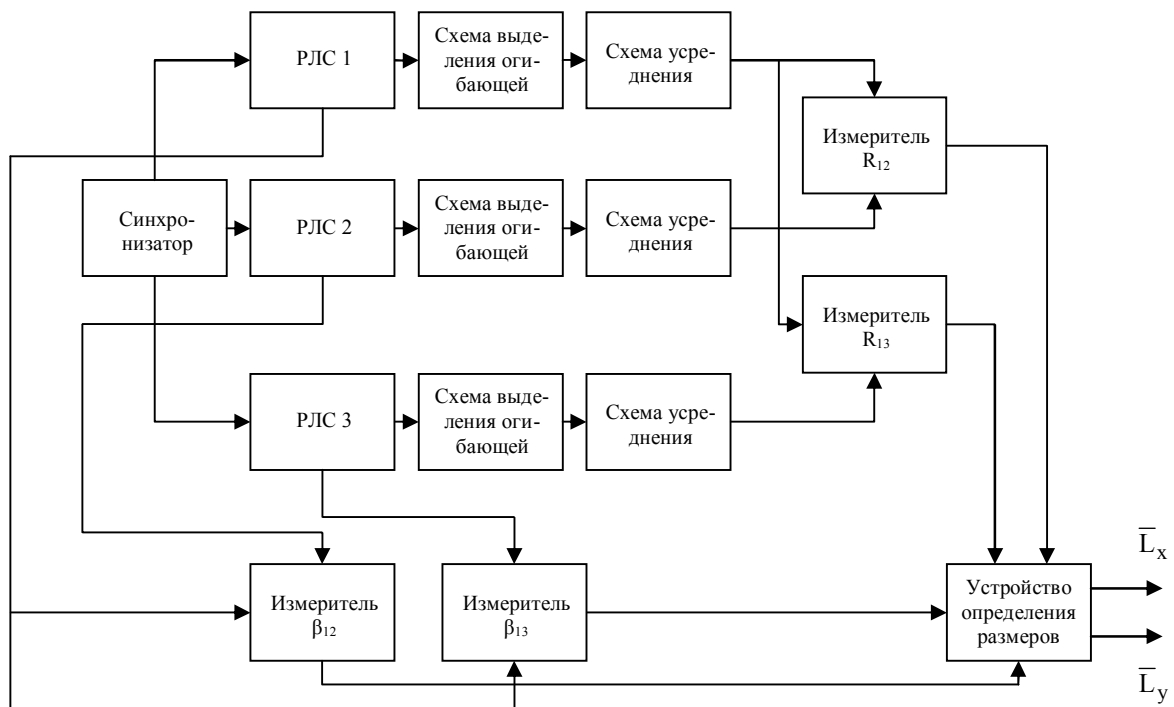 РЛС 1
Схема выде-
ления оги-
бающей
Схема усре-
днения
Измеритель
R12
Синхро-
низатор
РЛС 2
Схема выде-
ления оги-
бающей
Схема усре-
днения
Измеритель
R13
РЛС 3
Схема выде-
ления оги-
бающей
Схема усре-
днения
Измеритель
β12
Измеритель
β13
Устройство
определения
размеров
L̅x
L̅y